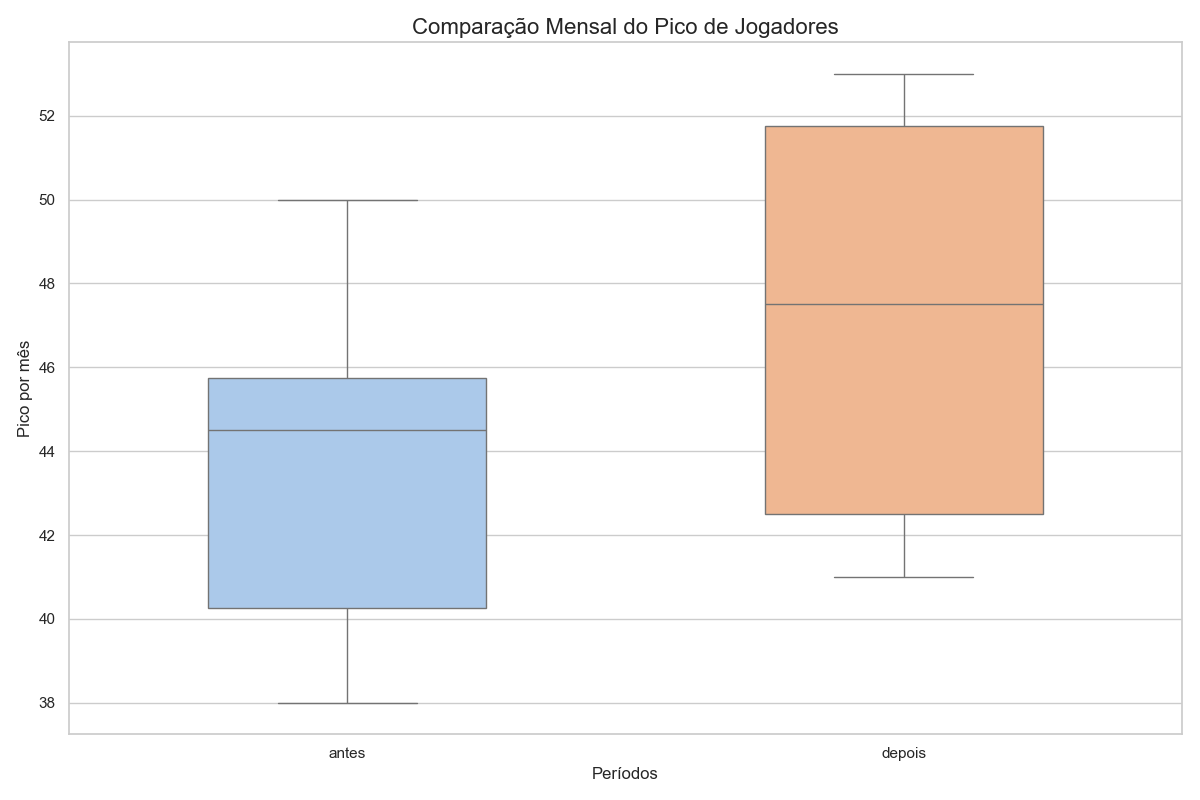 Comparação Mensal do Pico de Jogadores
Pico por mês
52
50
48
46
44
42
40
38
antes
depois
Períodos